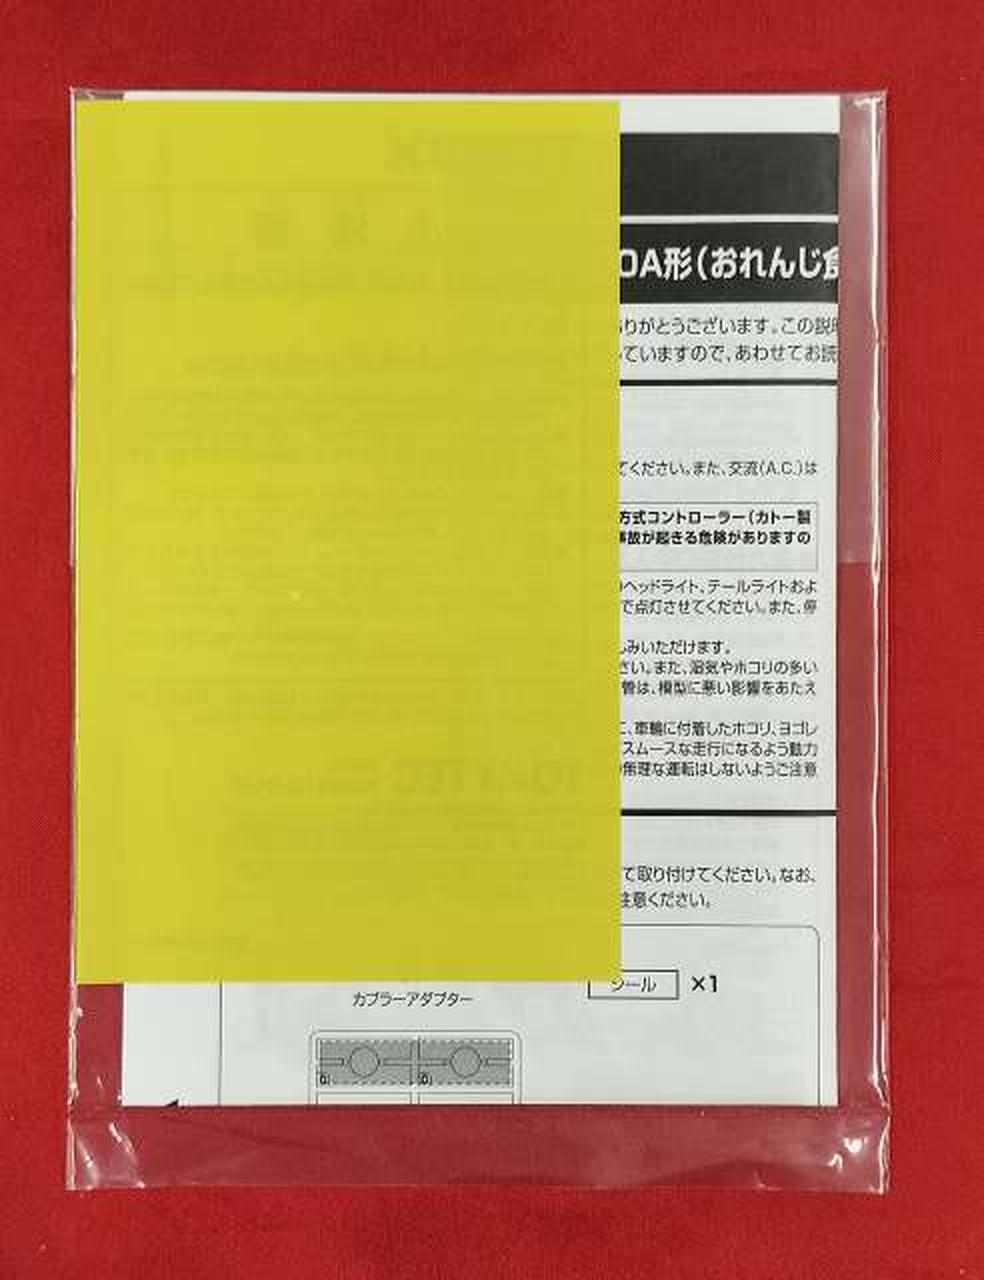 0A形(おれんじ食
りがとうございます。この説明
ていますので、あわせてお読
てください。また、交流(A.C.)は
方式コントローラー(カトー製
事故が起きる危険がありますの
ヘッドライト、テールライトおよ
で点灯させてください。また、停
しみいただけます。
さい。また、湿気やホコリの多い
管は、模型に悪い影響をあたえ
に、車輪に付着したホコリ、ヨゴレ
スムースな走行になるよう動力
無理な運転はしないようご注意
て取り付けてください。なお、
注意ください。
シール ×1
カプラーアダプター